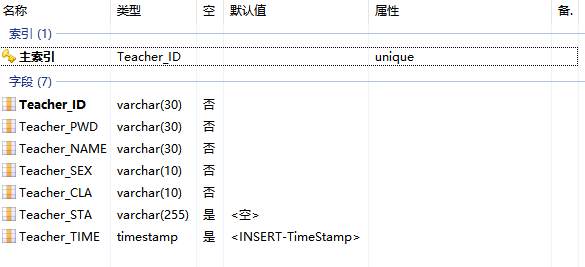 名称 类型 空 默认值 属性 备.
索引 (1)
主索引 Teacher_ID unique
字段 (7)
Teacher_ID varchar(30) 否
Teacher_PWD varchar(30) 否
Teacher_NAME varchar(30) 否
Teacher_SEX varchar(10) 否
Teacher_CLA varchar(10) 否
Teacher_STA varchar(255) 是 <空>
Teacher_TIME timestamp 是 <INSERT-TimeStamp>